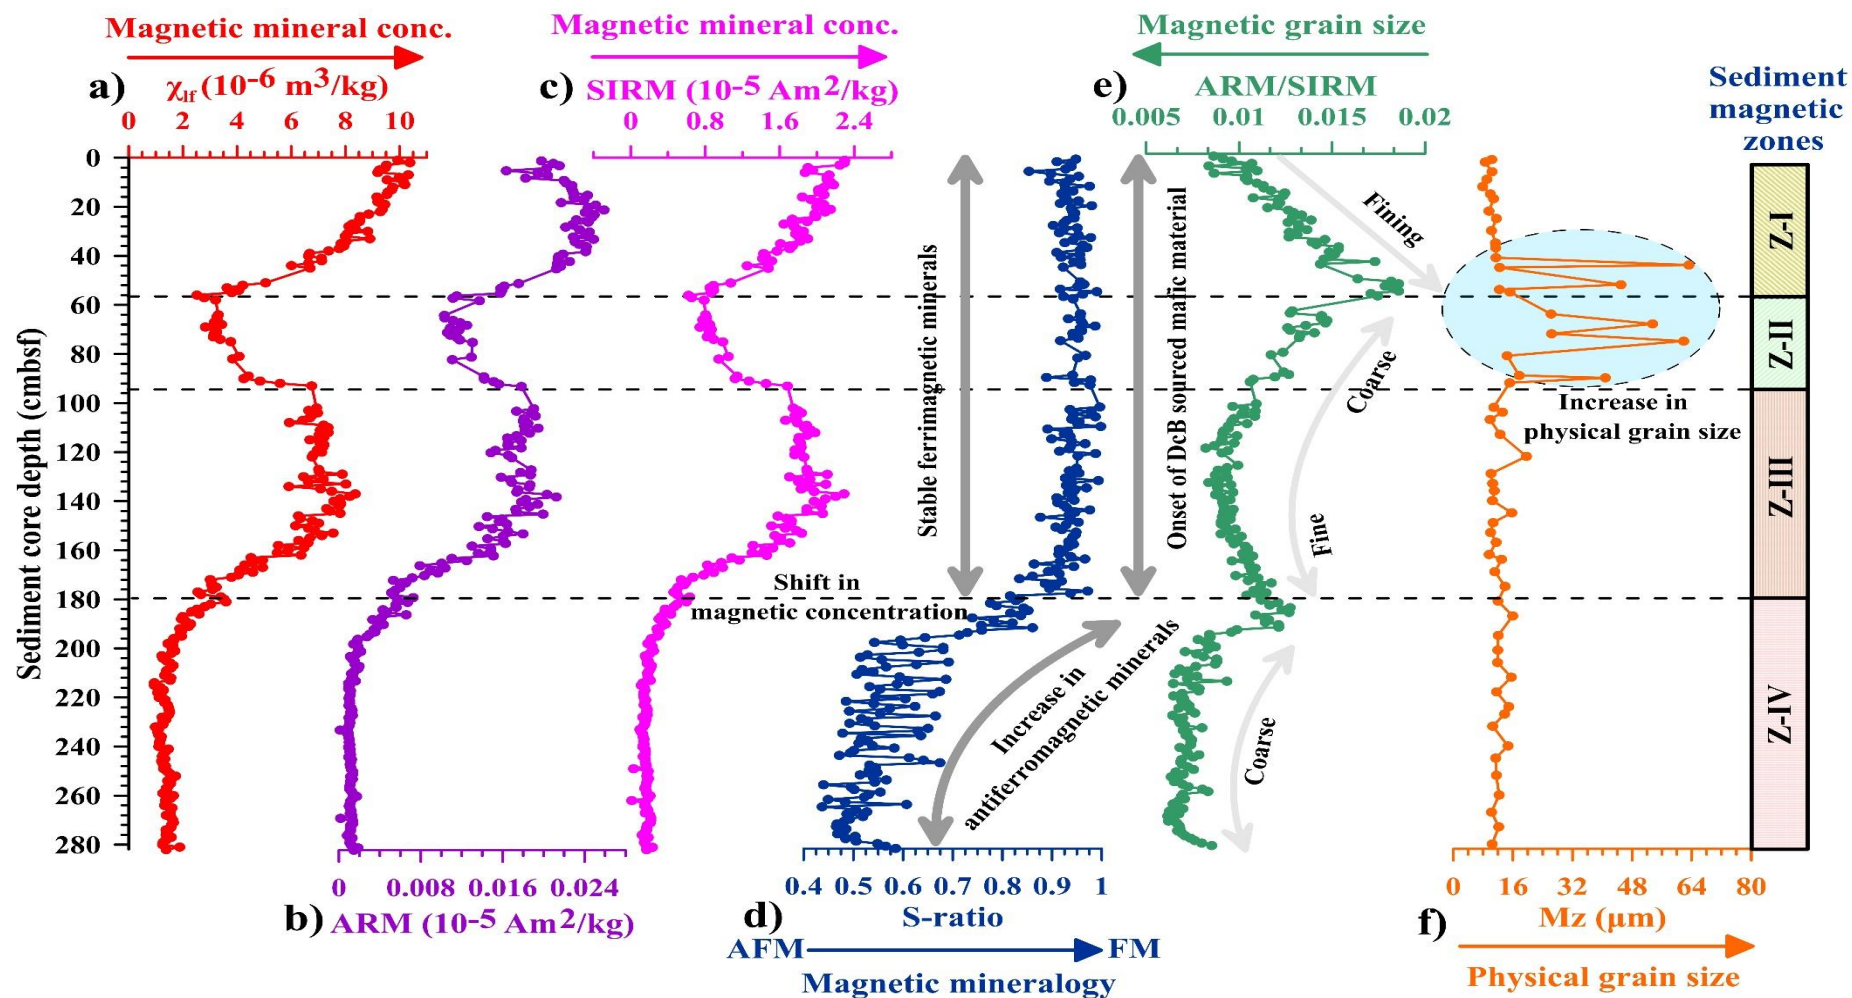 Magnetic mineral conc.
a)
χlf (10-6 m3/kg)
0 2 4 6 8 10
Magnetic mineral conc.
c)
SIRM (10-5 Am2/kg)
0 0.8 1.6 2.4
Magnetic grain size
e)
ARM/SIRM
0.005 0.01 0.015 0.02
Sediment
magnetic
zones
Sediment core depth (cmbsf)
0
20
40
60
80
100
120
140
160
180
200
220
240
260
280
Stable ferrimagnetic minerals
Onset of DcB sourced mafic material
Fining
Coarse
Fine
Coarse
Increase in
physical grain size
Shift in
magnetic concentration
Increase in
antiferromagnetic minerals
Z-I
Z-II
Z-III
Z-IV
0 0.008 0.016 0.024
b)
ARM (10-5 Am2/kg)
0.4 0.5 0.6 0.7 0.8 0.9 1
d)
S-ratio
AFM
FM
Magnetic mineralogy
0 16 32 48 64 80
f)
Mz (μm)
Physical grain size